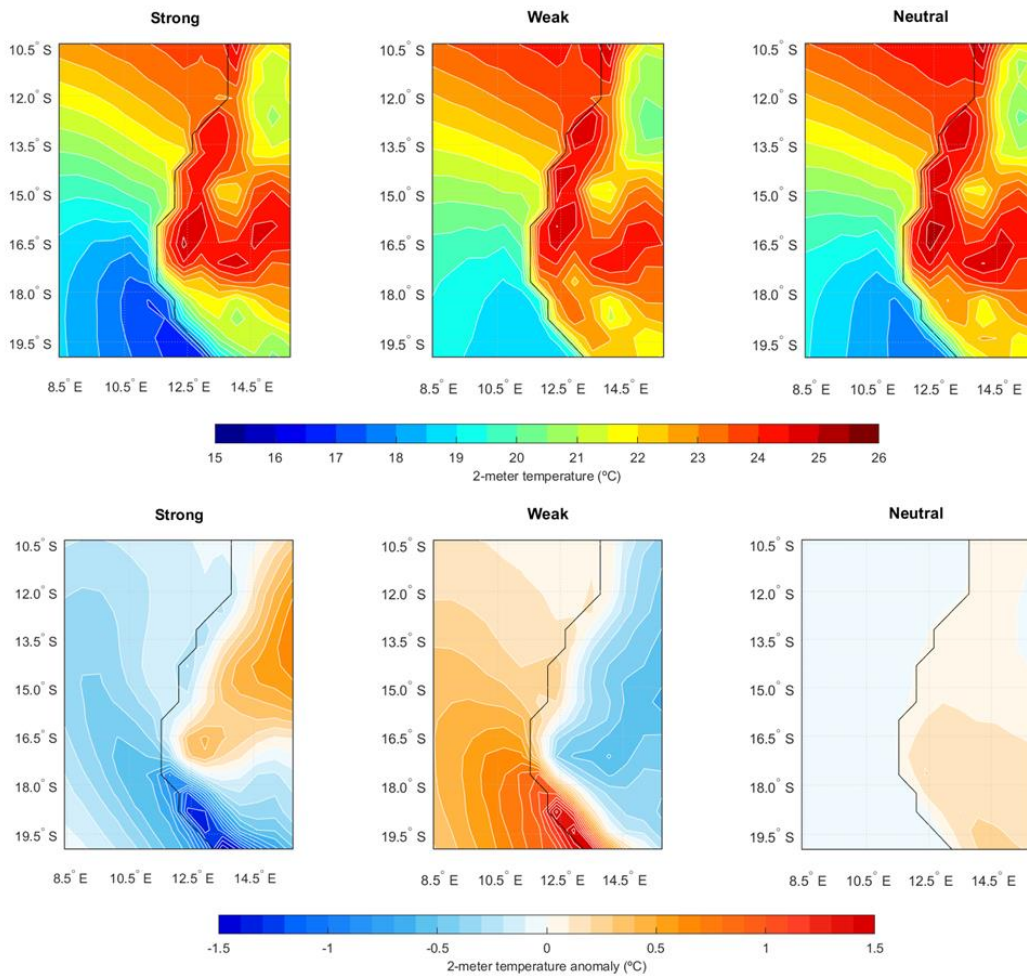 Strong Weak Neutral
10.5° S 10.5° S 10.5° S
12.0° S 12.0° S 12.0° S
13.5° S 13.5° S 13.5° S
15.0° S 15.0° S 15.0° S
16.5° S 16.5° S 16.5° S
18.0° S 18.0° S 18.0° S
19.5° S 19.5° S 19.5° S
8.5° E 10.5° E 12.5° E 14.5° E 8.5° E 10.5° E 12.5° E 14.5° E 8.5° E 10.5° E 12.5° E 14.5° E
15 16 17 18 19 20 21 22 23 24 25 26
2-meter temperature (ºC)
Strong Weak Neutral
10.5° S 10.5° S 10.5° S
12.0° S 12.0° S 12.0° S
13.5° S 13.5° S 13.5° S
15.0° S 15.0° S 15.0° S
16.5° S 16.5° S 16.5° S
18.0° S 18.0° S 18.0° S
19.5° S 19.5° S 19.5° S
8.5° E 10.5° E 12.5° E 14.5° E 8.5° E 10.5° E 12.5° E 14.5° E 8.5° E 10.5° E 12.5° E 14.5° E
-1.5 -1 -0.5 0 0.5 1 1.5
2-meter temperature anomaly (ºC)